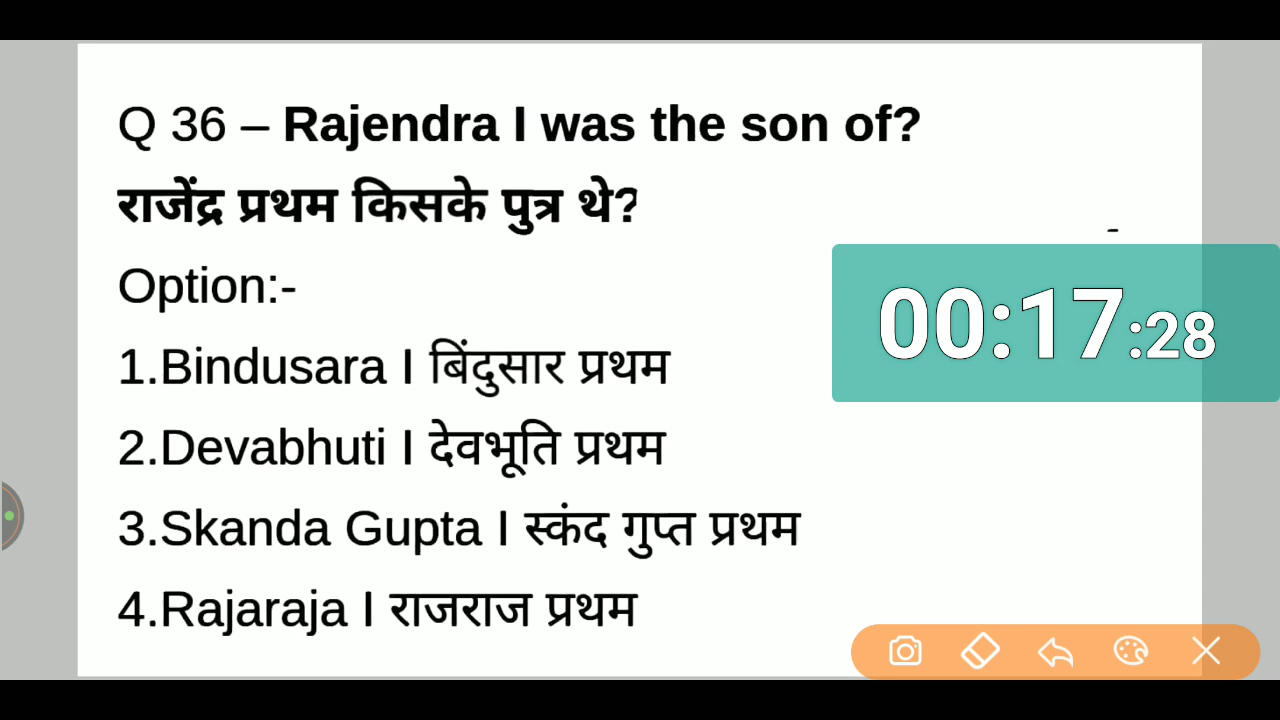 Q 36 – Rajendra I was the son of?
राजेंद्र प्रथम किसके पुत्र थे?
Option:-
00:17:28
1.Bindusara I बिंदुसार प्रथम
2.Devabhuti I देवभूति प्रथम
3.Skanda Gupta I स्कंद गुप्त प्रथम
4.Rajaraja I राजराज प्रथम